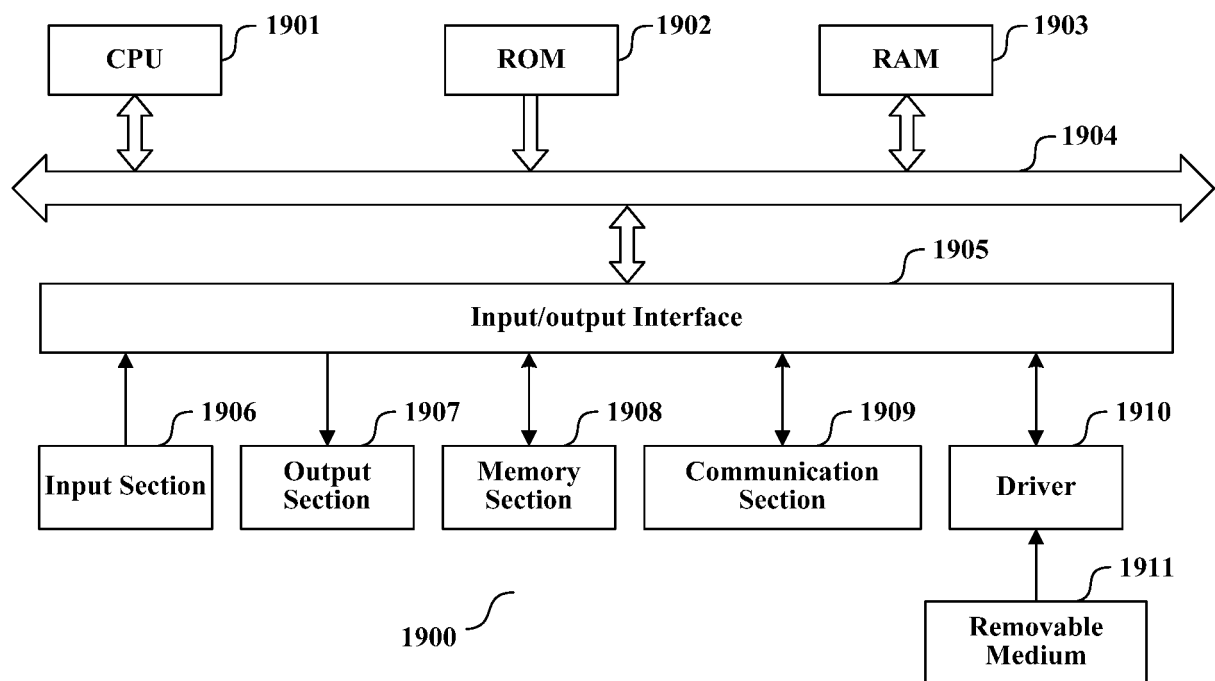 1901
1902
1903
CPU
ROM
RAM
1904
1905
Input/output Interface
1906
1907
1908
1909
1910
Input Section
Output
Section
Memory
Section
Communication
Section
Driver
1911
1900
Removable
Medium